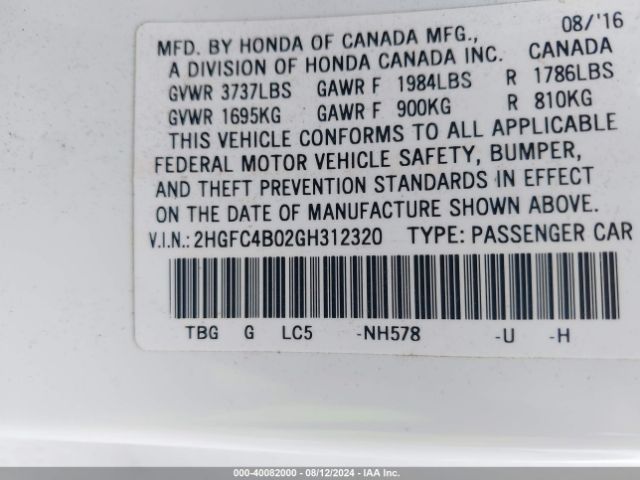 08/'16
MFD. BY HONDA OF CANADA MFG., CANADA
A DIVISION OF HONDA CANADA INC.
GVWR 3737LBS GAWR F 1984LBS R 1786LBS
GVWR 1695KG GAWR F 900KG R 810KG
THIS VEHICLE CONFORMS TO ALL APPLICABLE
FEDERAL MOTOR VEHICLE SAFETY, BUMPER,
AND THEFT PREVENTION STANDARDS IN EFFECT
ON THE DATE OF MANUFACTURE SHOWN ABOVE.
V.I.N.: 2HGFC4B02GH312320 TYPE: PASSENGER CAR
TBG G LC5 -NH578 -U -H
000-40082000 - 08/12/2024 - IAA Inc.